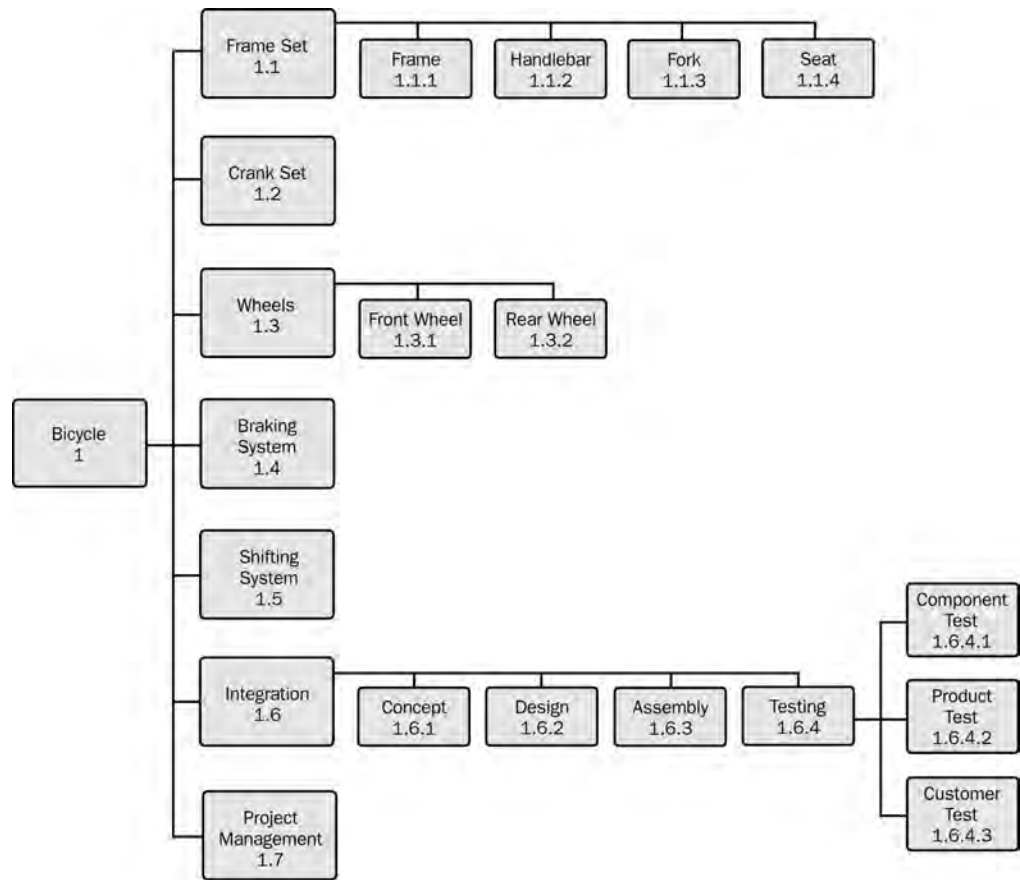 Frame Set
1.1
Frame
1.1.1
Handlebar
1.1.2
Fork
1.1.3
Seat
1.1.4
Crank Set
1.2
Wheels
1.3
Front Wheel
1.3.1
Rear Wheel
1.3.2
Bicycle
1
Braking
System
1.4
Shifting
System
1.5
Integration
1.6
Concept
1.6.1
Design
1.6.2
Assembly
1.6.3
Testing
1.6.4
Component
Test
1.6.4.1
Product
Test
1.6.4.2
Customer
Test
1.6.4.3
Project
Management
1.7